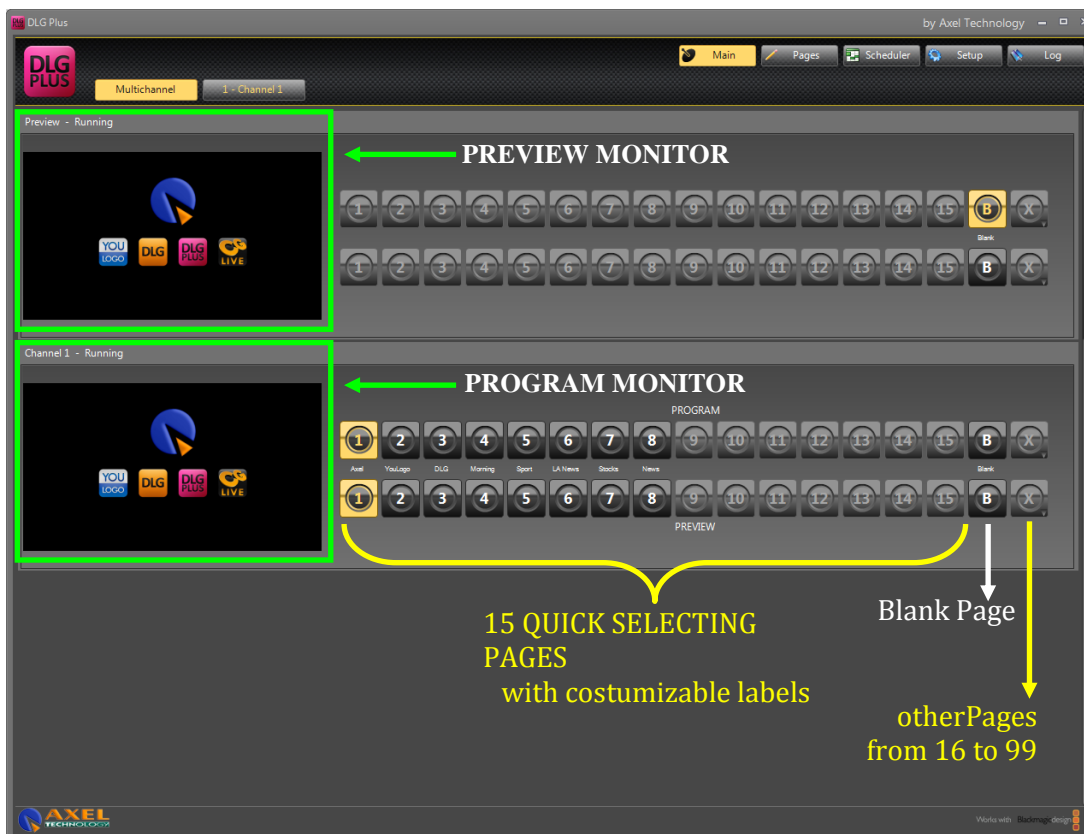 DLG Plus
by Axel Technology
DLG
PLUS
Main
Pages
Scheduler
Setup
Log
Multichannel
1 - Channel 1
Preview - Running
PREVIEW MONITOR
1 2 3 4 5 6 7 8 9 10 11 12 13 14 15 B X
Blank
YOU
LOGO
DLG
DLG
PLUS
LIVE
1 2 3 4 5 6 7 8 9 10 11 12 13 14 15 B X
Channel 1 - Running
PROGRAM MONITOR
PROGRAM
1 2 3 4 5 6 7 8 9 10 11 12 13 14 15 B X
Axel YouLogo DLG Morning Sport LA News Stocks News Blank
YOU
LOGO
DLG
DLG
PLUS
LIVE
1 2 3 4 5 6 7 8 9 10 11 12 13 14 15 B X
PREVIEW
15 QUICK SELECTING
PAGES
with costumizable labels
Blank Page
otherPages
from 16 to 99
AXEL
TECHNOLOGY
Works with Blackmagicdesign